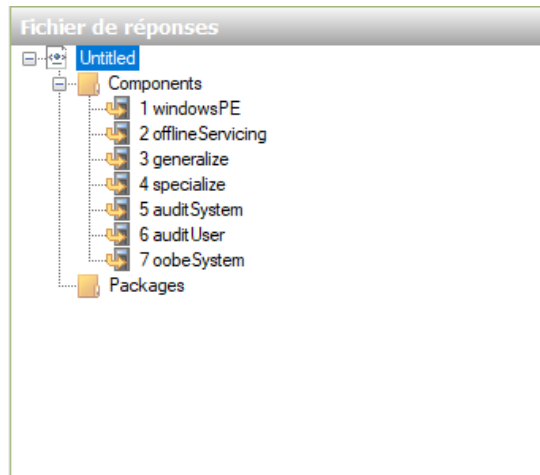 Fichier de réponses
Untitled
Components
1 windowsPE
2 offlineServicing
3 generalize
4 specialize
5 auditSystem
6 auditUser
7 oobeSystem
Packages